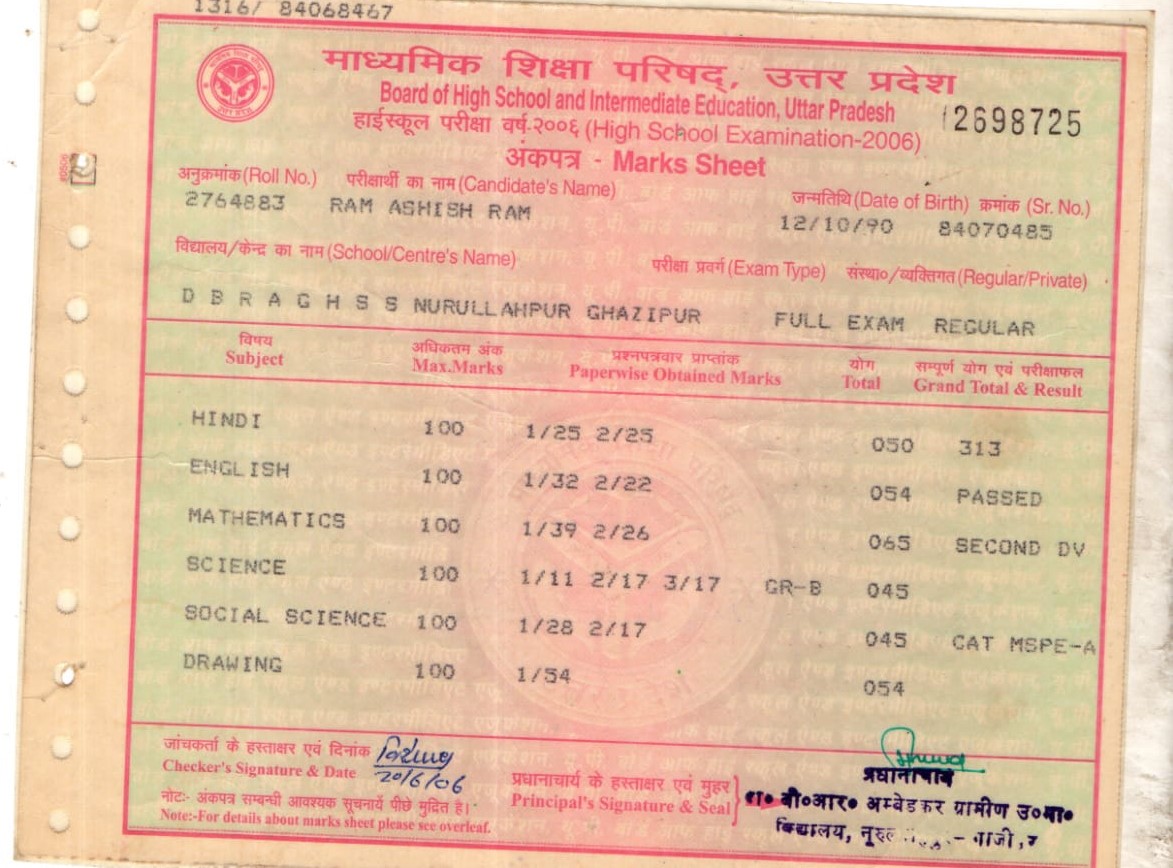 1316/ 84068467
माध्यमिक शिक्षा परिषद्, उत्तर प्रदेश
Board of High School and Intermediate Education, Uttar Pradesh
12698725
हाईस्कूल परीक्षा वर्ष-२००६ (High School Examination-2006)
अंकपत्र - Marks Sheet
अनुक्रमांक (Roll No.) परीक्षार्थी का नाम (Candidate's Name) जन्मतिथि (Date of Birth) क्रमांक (Sr. No.)
2764883 RAM ASHISH RAM 12/10/90 84070485
विद्यालय/केन्द्र का नाम (School/Centre's Name) परीक्षा प्रवर्ग (Exam Type) संस्था०/व्यक्तिगत (Regular/Private)
D B R A G H S S NURULLAHPUR GHAZIPUR FULL EXAM REGULAR
विषय अधिकतम अंक प्रश्नपत्रवार प्राप्तांक योग सम्पूर्ण योग एवं परीक्षाफल
Subject Max.Marks Paperwise Obtained Marks Total Grand Total & Result
HINDI 100 1/25 2/25 050 313
ENGLISH 100 1/32 2/22 054 PASSED
MATHEMATICS 100 1/39 2/26 065 SECOND DV
SCIENCE 100 1/11 2/17 3/17 GR-B 045
SOCIAL SCIENCE 100 1/28 2/17 045 CAT MSPE-A
DRAWING 100 1/54 054
जांचकर्ता के हस्ताक्षर एवं दिनांक
Checker's Signature & Date 20/6/06
प्रधानाचार्य के हस्ताक्षर एवं मुहर
Principal's Signature & Seal
नोट:- अंकपत्र सम्बन्धी आवश्यक सूचनायें पीछे मुद्रित है।
Note:-For details about marks sheet please see overleaf.
प्रधानाचार्य
बी०आर० अम्बेडकर ग्रामीण उ०मा०
विद्यालय,